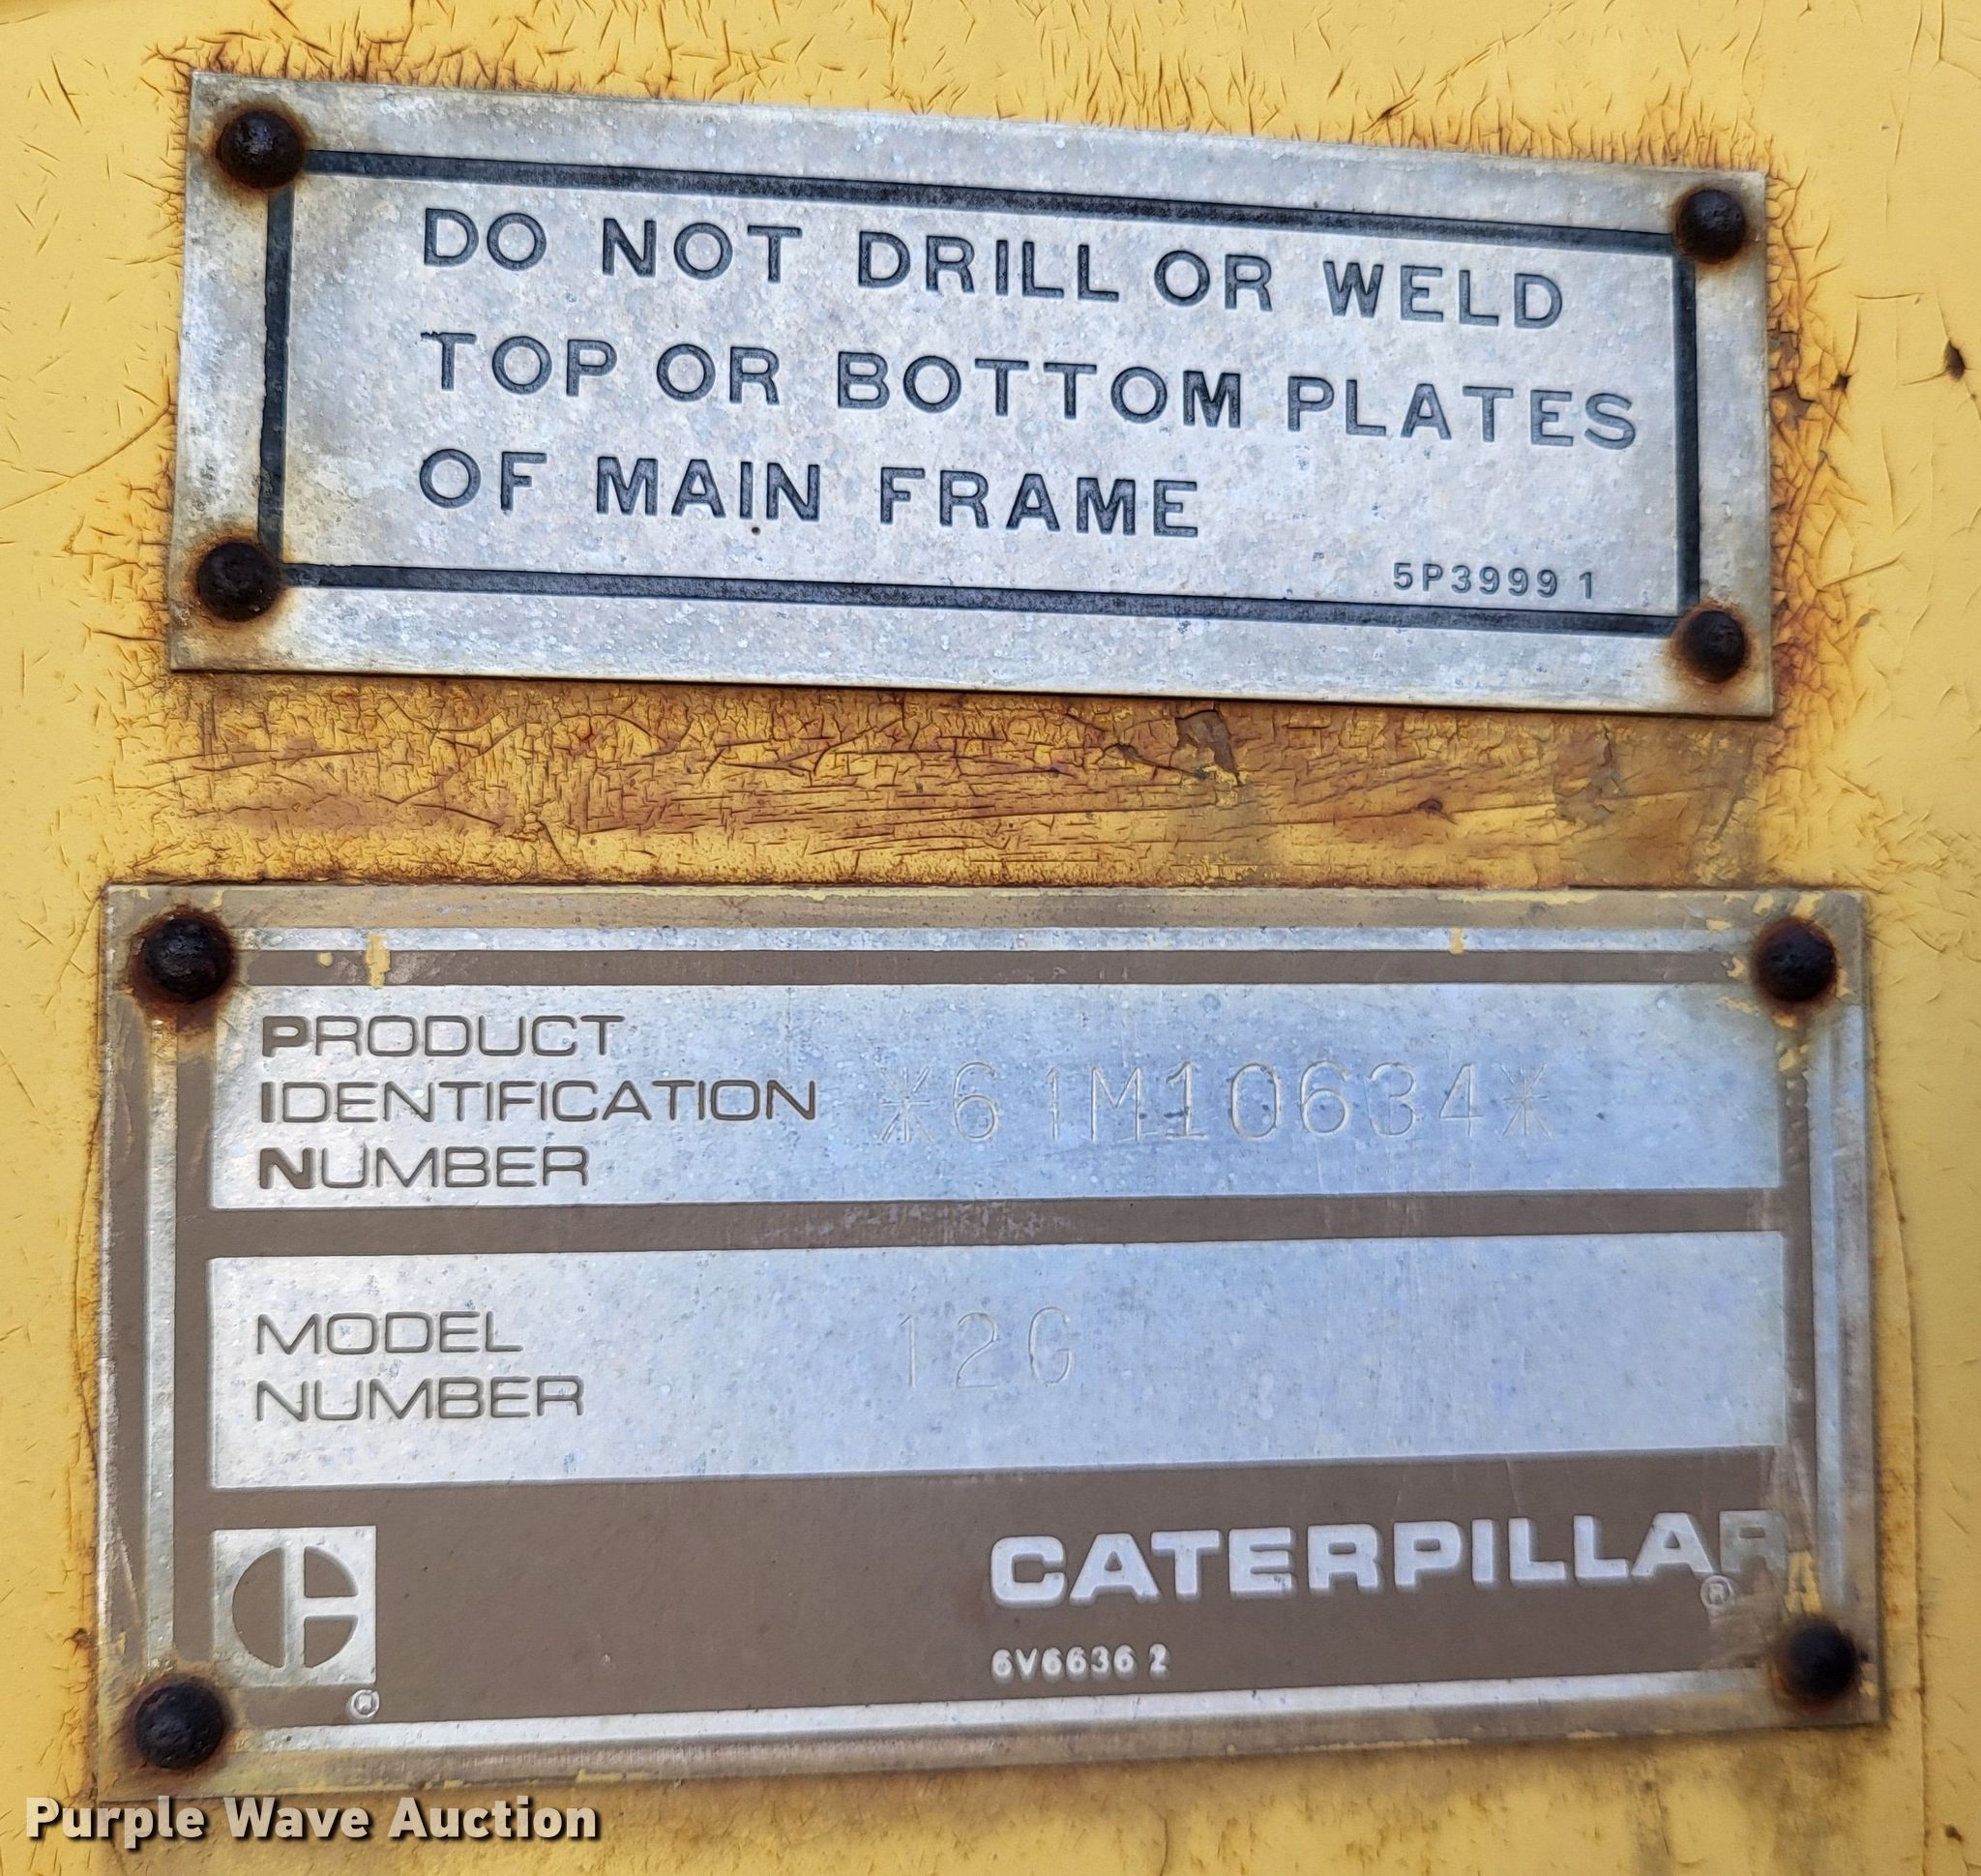 DO NOT DRILL OR WELD
TOP OR BOTTOM PLATES
OF MAIN FRAME
5P3999 1
PRODUCT
IDENTIFICATION
NUMBER
*61M10634*
MODEL
NUMBER
12G
CATERPILLAR
®
6V6636 2
®
Purple Wave Auction